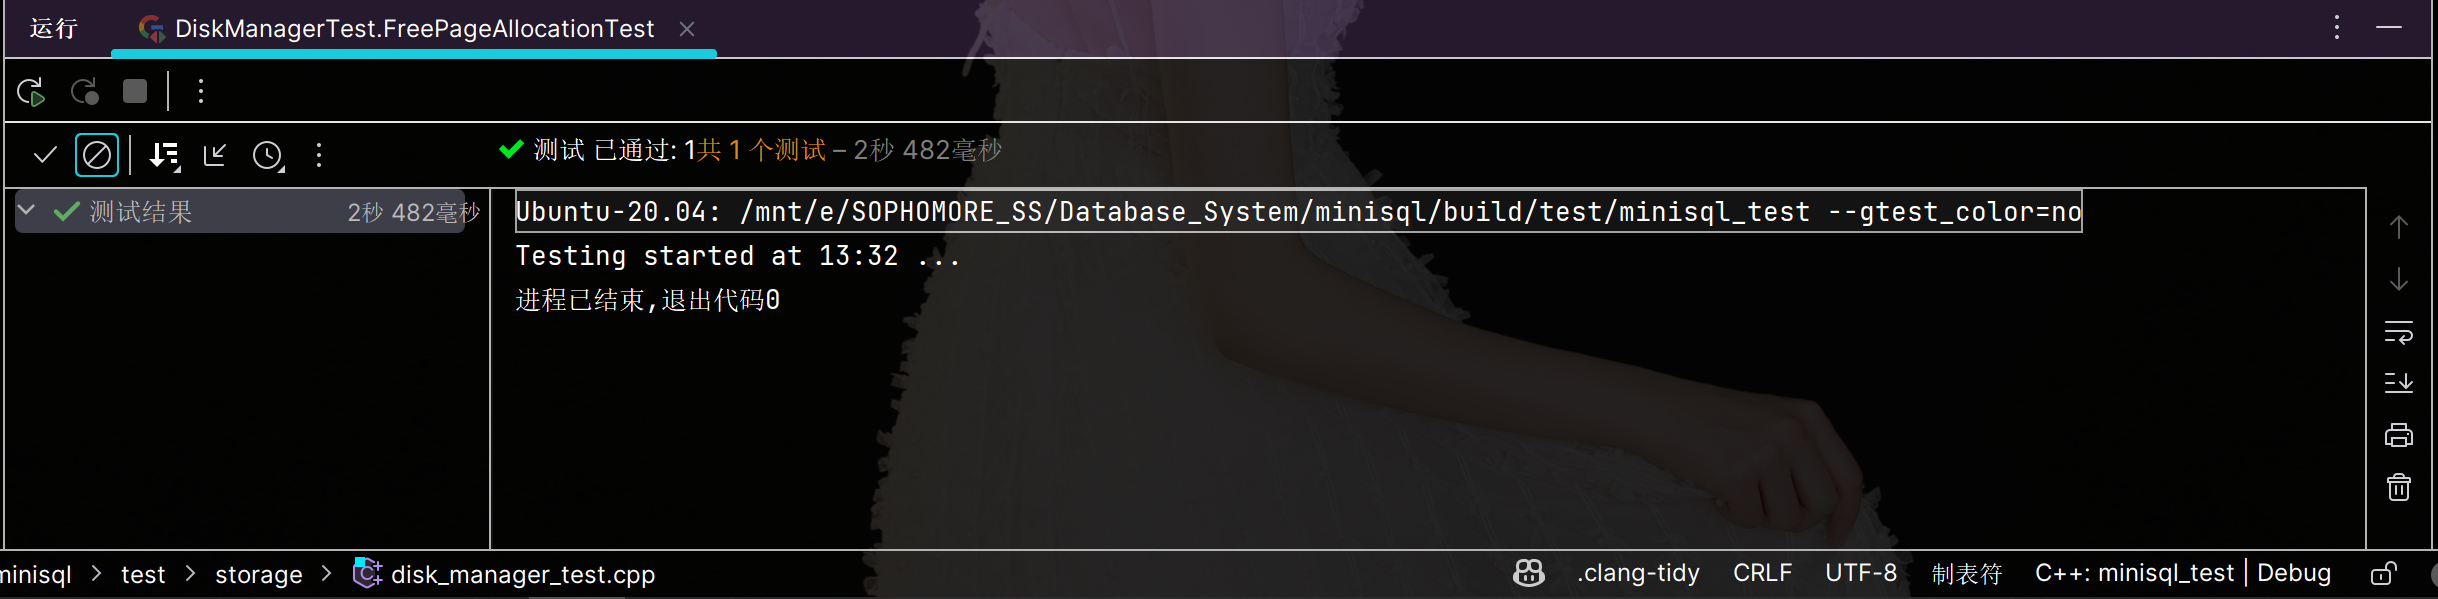 运行 DiskManagerTest.FreePageAllocationTest
测试 已通过: 1共 1 个测试 – 2秒 482毫秒
测试结果 2秒 482毫秒
Ubuntu-20.04: /mnt/e/SOPHOMORE_SS/Database_System/minisql/build/test/minisql_test --gtest_color=no
Testing started at 13:32 ...
进程已结束,退出代码0
minisql > test > storage > disk_manager_test.cpp .clang-tidy CRLF UTF-8 制表符 C++: minisql_test | Debug